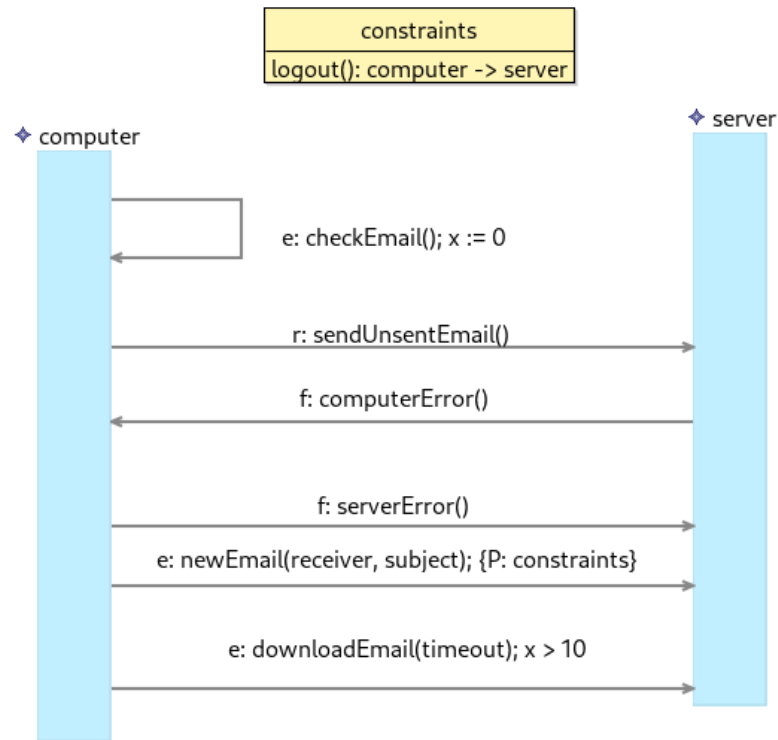 constraints
logout(): computer -> server
computer
server
e: checkEmail(); x := 0
r: sendUnsentEmail()
f: computerError()
f: serverError()
e: newEmail(receiver, subject); {P: constraints}
e: downloadEmail(timeout); x > 10